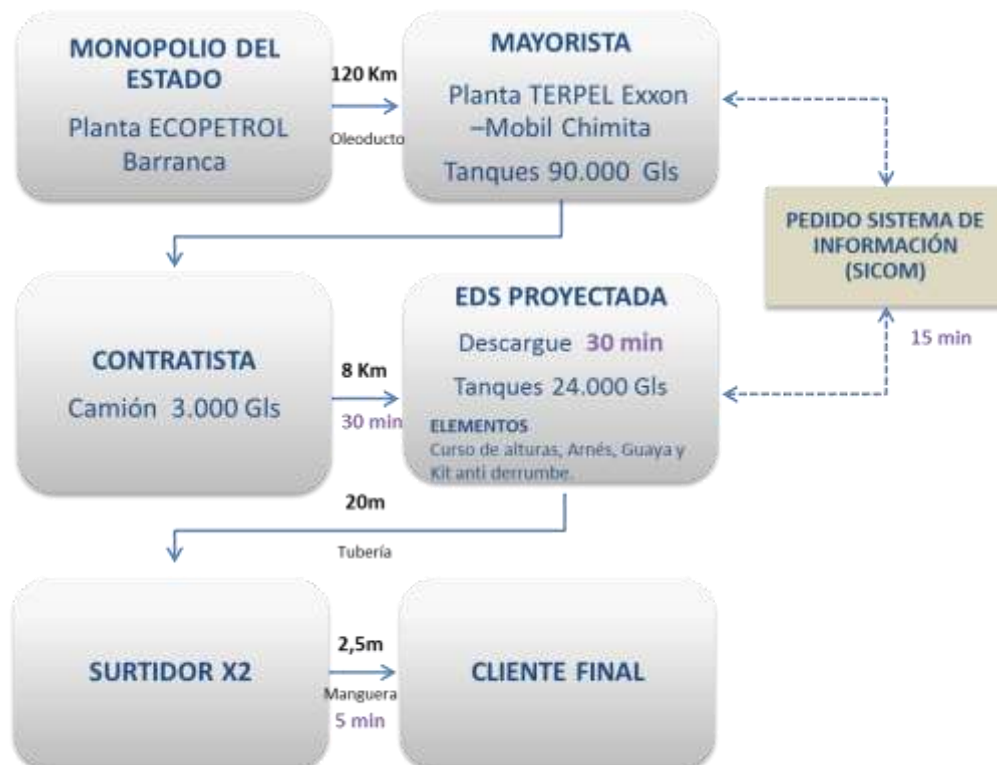 MONOPOLIO DEL
ESTADO
Planta ECOPETROL
Barranca
120 Km
Oleoducto
MAYORISTA
Planta TERPEL Exxon
–Mobil Chimita
Tanques 90.000 Gls
PEDIDO SISTEMA DE
INFORMACIÓN
(SICOM)
15 min
CONTRATISTA
Camión 3.000 Gls
8 Km
30 min
EDS PROYECTADA
Descargue 30 min
Tanques 24.000 Gls
ELEMENTOS
Curso de alturas, Arnés, Guaya y
Kit anti derrumbe.
20m
Tubería
SURTIDOR X2
2,5m
Manguera
5 min
CLIENTE FINAL